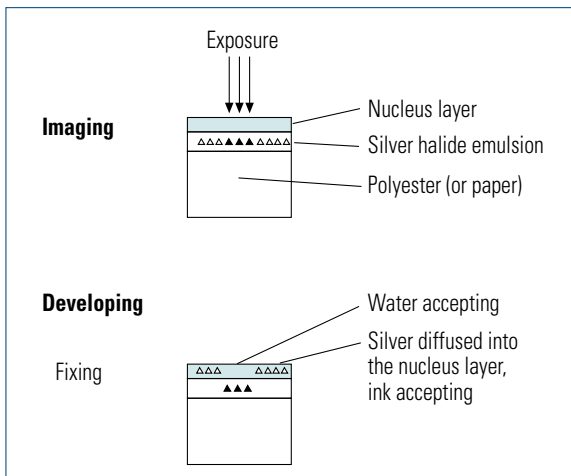 Exposure
Imaging
Nucleus layer
Silver halide emulsion
Polyester (or paper)
Developing
Water accepting
Fixing
Silver diffused into
the nucleus layer,
ink accepting